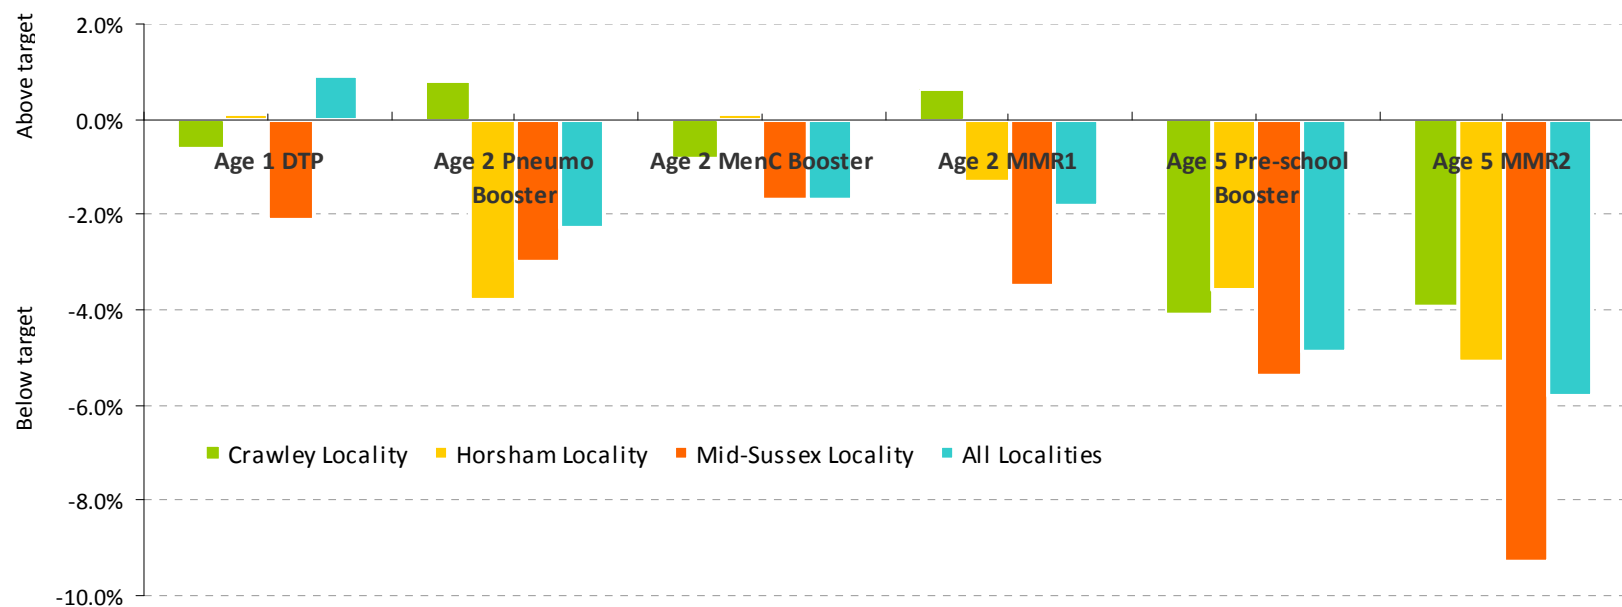 Above target
Below target
2.0%
0.0%
-2.0%
-4.0%
-6.0%
-8.0%
-10.0%
Age 1 DTP
Age 2 Pneumo
Booster
Age 2 MenC Booster
Age 2 MMR1
Age 5 Pre-school
Booster
Age 5 MMR2
Crawley Locality
Horsham Locality
Mid-Sussex Locality
All Localities